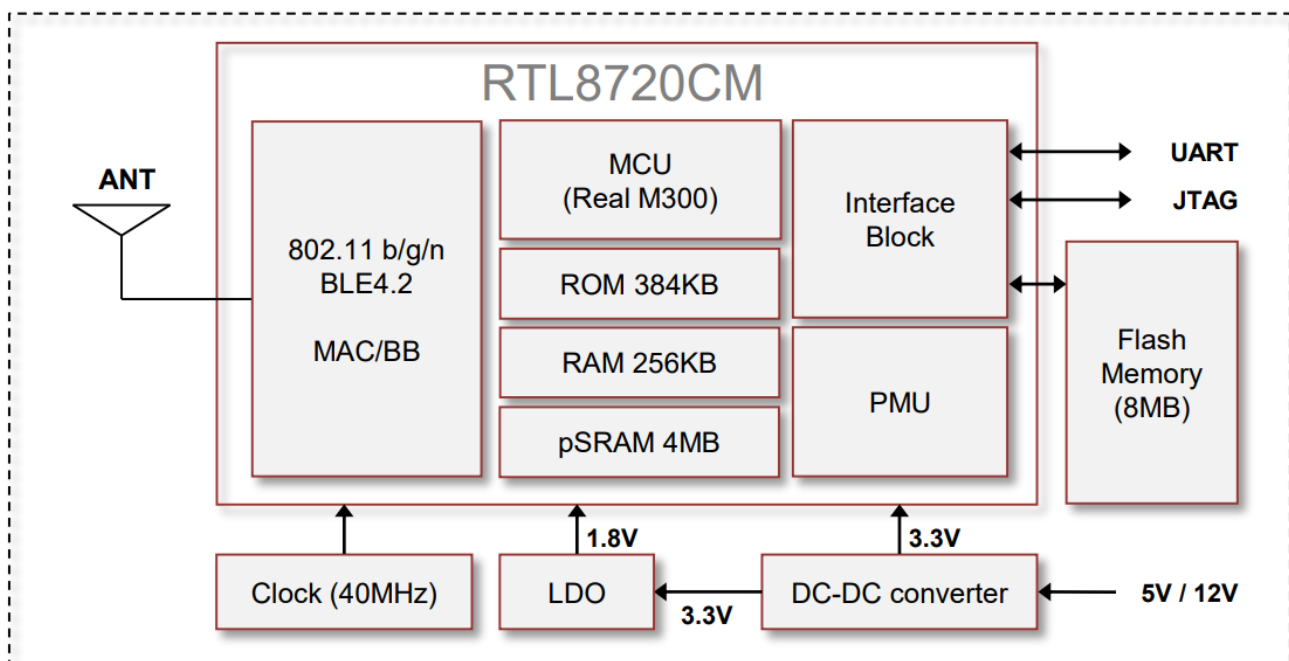 RTL8720CM
ANT
802.11 b/g/n
BLE4.2
MAC/BB
MCU
(Real M300)
ROM 384KB
RAM 256KB
pSRAM 4MB
Interface
Block
PMU
UART
JTAG
Flash
Memory
(8MB)
1.8V
3.3V
Clock (40MHz)
LDO
3.3V
DC-DC converter
5V / 12V